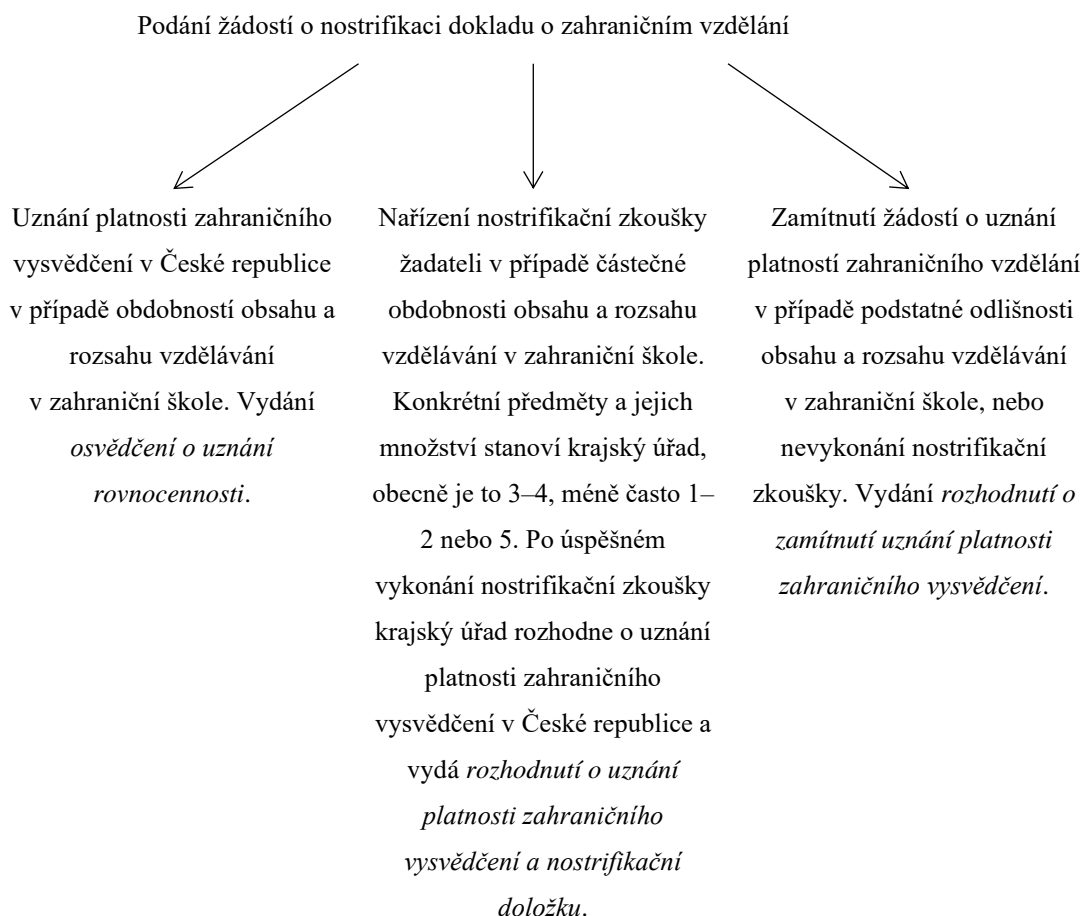 Podání žádostí o nostrifikaci dokladu o zahraničním vzdělání
Uznání platnosti zahraničního
vysvědčení v České republice
v případě obdobností obsahu a
rozsahu vzdělávání
v zahraniční škole. Vydání
osvědčení o uznání
rovnocennosti.
Nařízení nostrifikační zkoušky
žadateli v případě částečné
obdobnosti obsahu a rozsahu
vzdělávání v zahraniční škole.
Konkrétní předměty a jejich
množství stanoví krajský úřad,
obecně je to 3–4, méně často 1–
2 nebo 5. Po úspěšném
vykonání nostrifikační zkoušky
krajský úřad rozhodne o uznání
platnosti zahraničního
vysvědčení v České republice a
vydá rozhodnutí o uznání
platnosti zahraničního
vysvědčení a nostrifikační
doložku.
Zamítnutí žádostí o uznání
platností zahraničního vzdělání
v případě podstatné odlišnosti
obsahu a rozsahu vzdělávání
v zahraniční škole, nebo
nevykonání nostrifikační
zkoušky. Vydání rozhodnutí o
zamítnutí uznání platnosti
zahraničního vysvědčení.